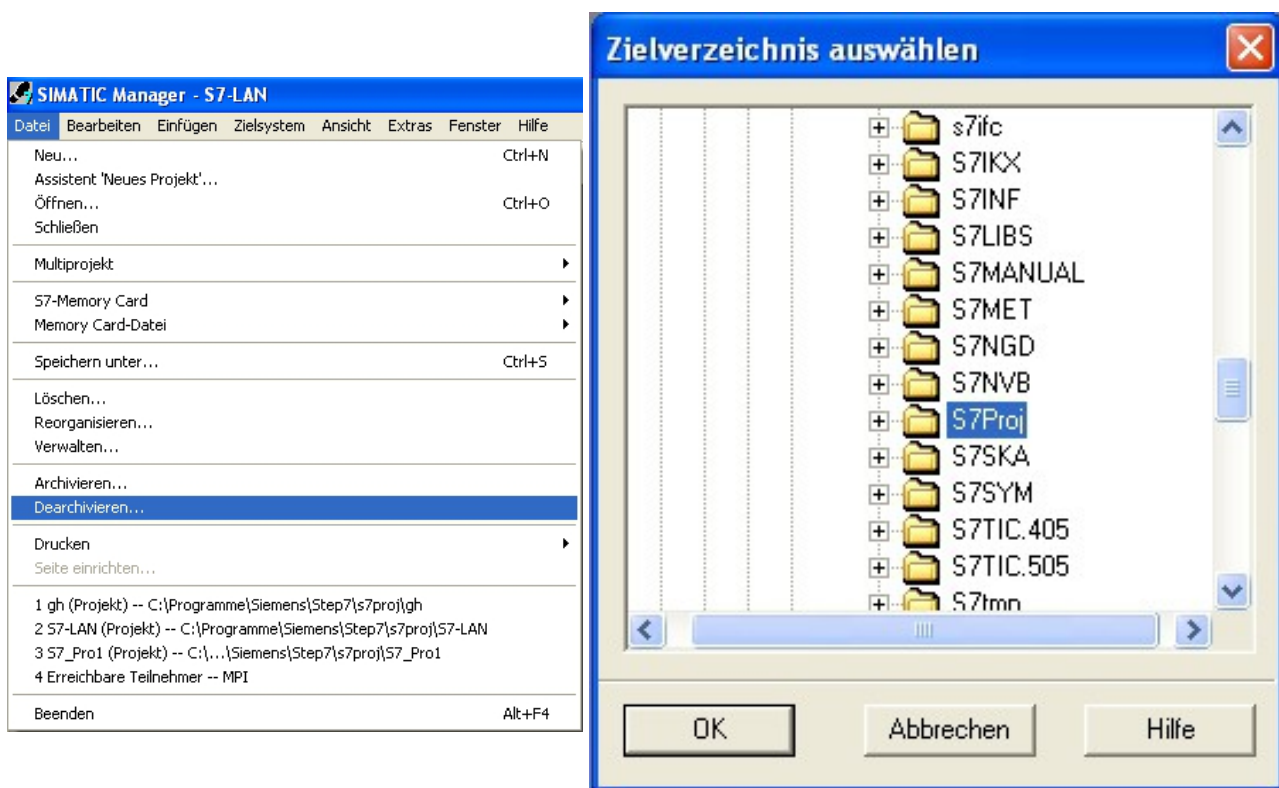 SIMATIC Manager - S7-LAN
Datei Bearbeiten Einfügen Zielsystem Ansicht Extras Fenster Hilfe
Neu... Ctrl+N
Assistent 'Neues Projekt'...
Öffnen... Ctrl+O
Schließen
Multiprojekt
S7-Memory Card
Memory Card-Datei
Speichern unter... Ctrl+S
Löschen...
Reorganisieren...
Verwalten...
Archivieren...
Dearchivieren...
Drucken
Seite einrichten...
1 gh (Projekt) -- C:\Programme\Siemens\Step7\s7proj\gh
2 S7-LAN (Projekt) -- C:\Programme\Siemens\Step7\s7proj\S7-LAN
3 S7_Pro1 (Projekt) -- C:\...\Siemens\Step7\s7proj\S7_Pro1
4 Erreichbare Teilnehmer -- MPI
Beenden Alt+F4
Zielverzeichnis auswählen
s7ifc
S7IKX
S7INF
S7LIBS
S7MANUAL
S7MET
S7NGD
S7NVB
S7Proj
S7SKA
S7SYM
S7TIC.405
S7TIC.505
S7tmp
OK Abbrechen Hilfe